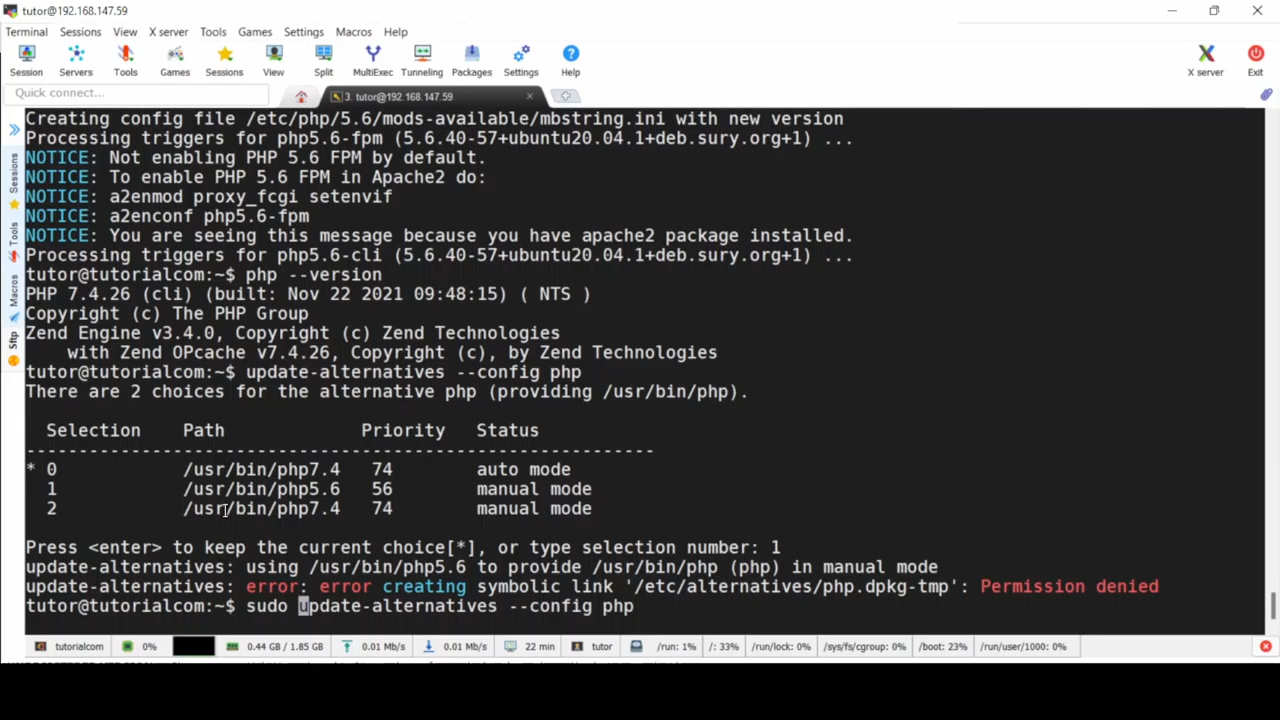 tutor@192.168.147.59
Terminal Sessions View X server Tools Games Settings Macros Help
Session Servers Tools Games Sessions View Split MultiExec Tunneling Packages Settings Help X server Exit
Quick connect... 3. tutor@192.168.147.59
Sessions
Tools
Macros
Sftp
Creating config file /etc/php/5.6/mods-available/mbstring.ini with new version
Processing triggers for php5.6-fpm (5.6.40-57+ubuntu20.04.1+deb.sury.org+1) ...
NOTICE: Not enabling PHP 5.6 FPM by default.
NOTICE: To enable PHP 5.6 FPM in Apache2 do:
NOTICE: a2enmod proxy_fcgi setenvif
NOTICE: a2enconf php5.6-fpm
NOTICE: You are seeing this message because you have apache2 package installed.
Processing triggers for php5.6-cli (5.6.40-57+ubuntu20.04.1+deb.sury.org+1) ...
tutor@tutorialcom:~$ php --version
PHP 7.4.26 (cli) (built: Nov 22 2021 09:48:15) ( NTS )
Copyright (c) The PHP Group
Zend Engine v3.4.0, Copyright (c) Zend Technologies
    with Zend OPcache v7.4.26, Copyright (c), by Zend Technologies
tutor@tutorialcom:~$ update-alternatives --config php
There are 2 choices for the alternative php (providing /usr/bin/php).
Selection Path Priority Status
------------------------------------------------------------
* 0 /usr/bin/php7.4 74 auto mode
1 /usr/bin/php5.6 56 manual mode
2 /usr/bin/php7.4 74 manual mode
Press <enter> to keep the current choice[*], or type selection number: 1
update-alternatives: using /usr/bin/php5.6 to provide /usr/bin/php (php) in manual mode
update-alternatives: error: error creating symbolic link '/etc/alternatives/php.dpkg-tmp': Permission denied
tutor@tutorialcom:~$ sudo update-alternatives --config php
tutorialcom 0% 0.44 GB / 1.85 GB 0.01 Mb/s 0.01 Mb/s 22 min tutor /run: 1% /: 33% /run/lock: 0% /sys/fs/cgroup: 0% /boot: 23% /run/user/1000: 0%